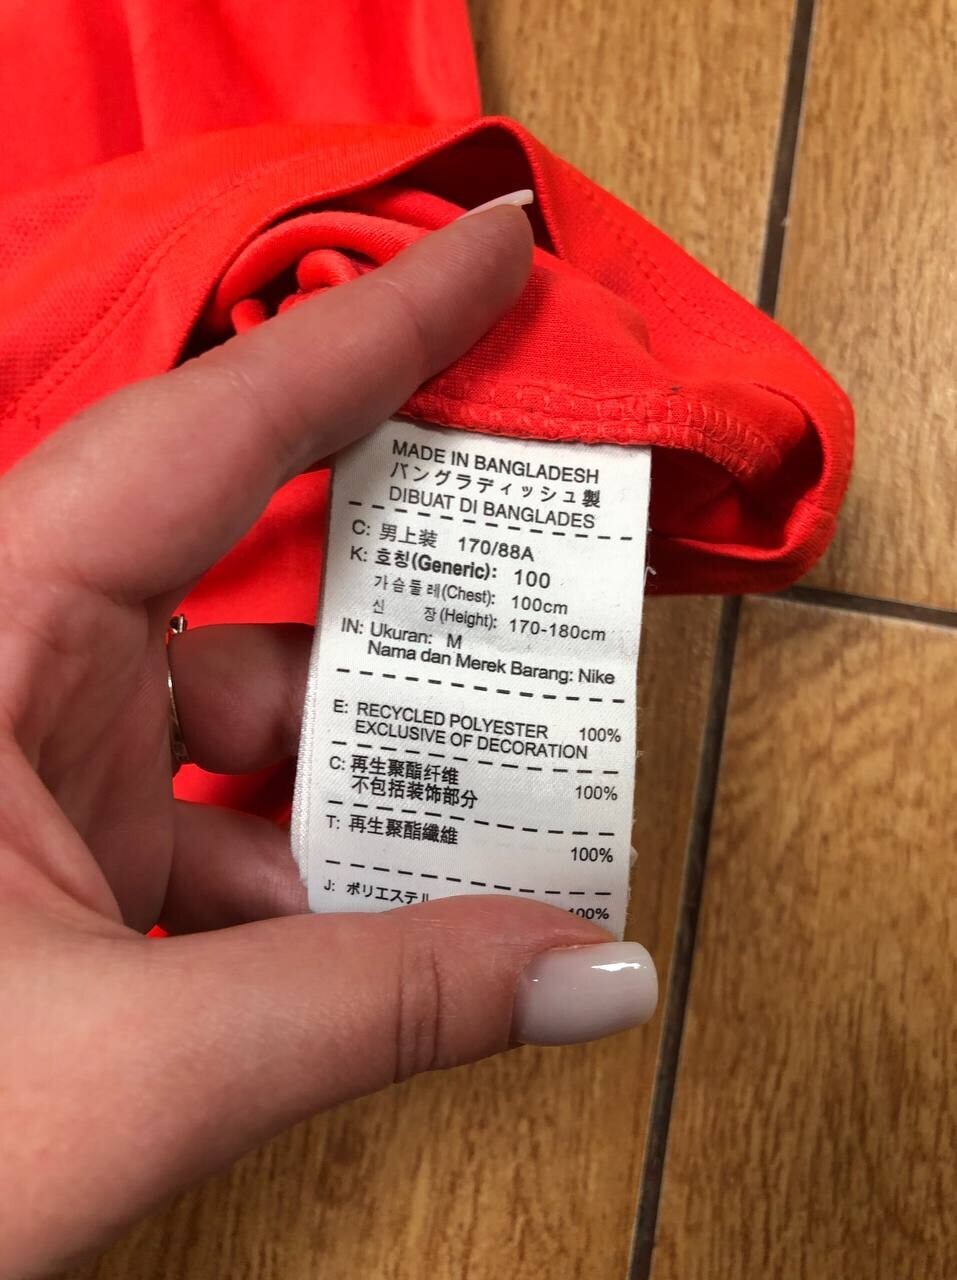 MADE IN BANGLADESH
バングラディッシュ製
DIBUAT DI BANGLADES
C: 男上装 170/88A
K: 호칭(Generic): 100
가슴둘레(Chest): 100cm
신 장(Height): 170-180cm
IN: Ukuran: M
Nama dan Merek Barang: Nike
E: RECYCLED POLYESTER 100%
EXCLUSIVE OF DECORATION
C: 再生聚酯纤维
不包括装饰部分 100%
T: 再生聚酯纖維
100%
J: ポリエステル 100%